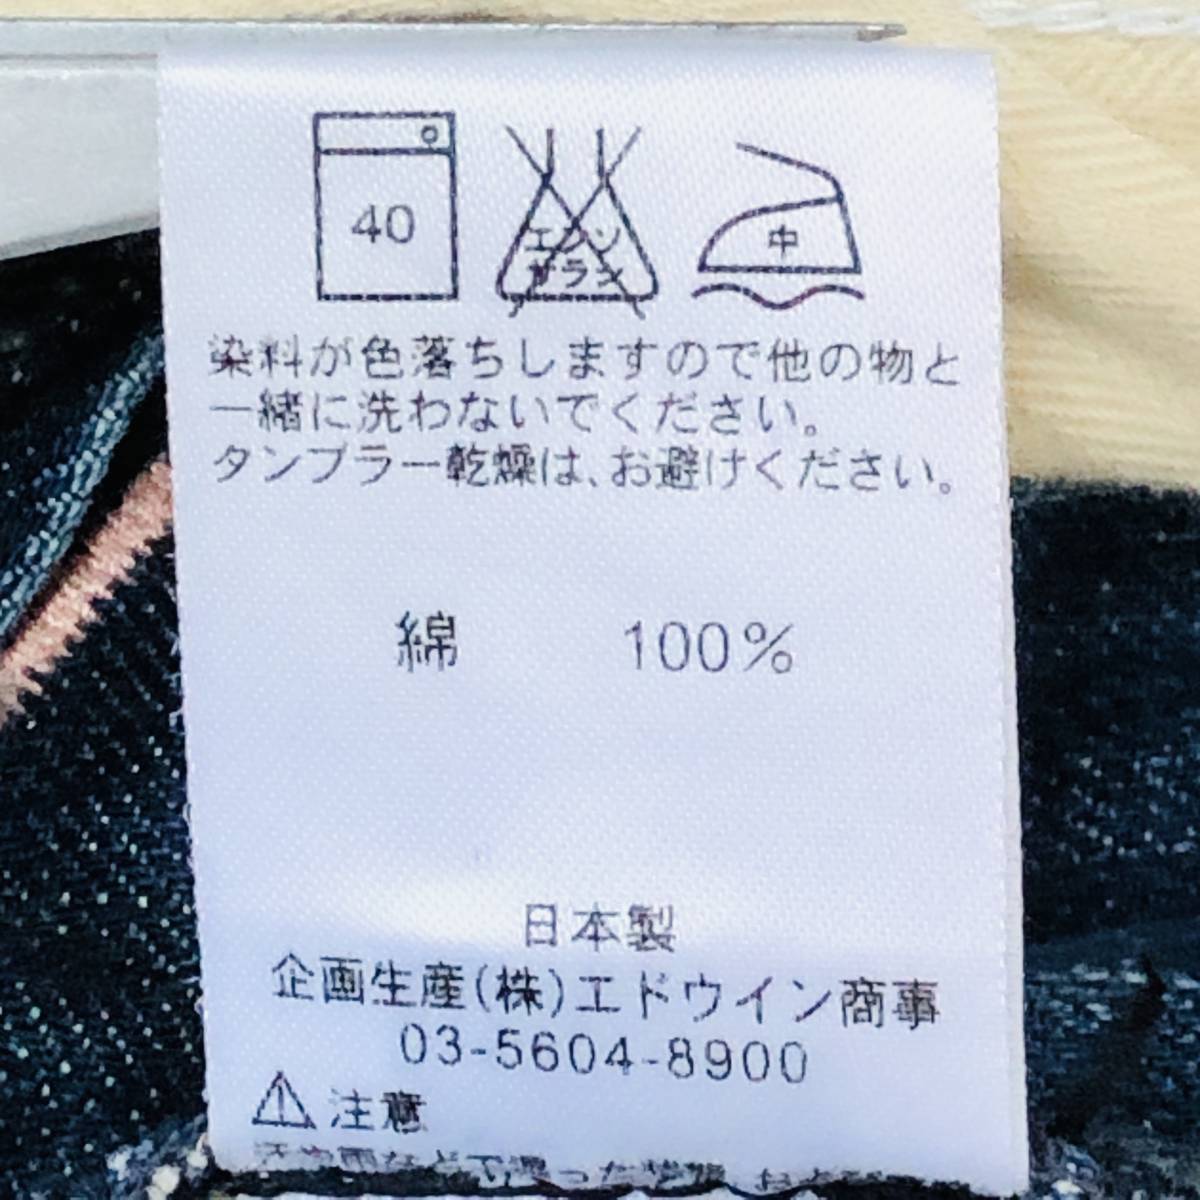 40
エンソ
サラシ
中
染料が色落ちしますので他の物と
一緒に洗わないでください。
タンブラー乾燥は、お避けください。
綿 100%
日本製
企画生産(株)エドウイン商事
03-5604-8900
注意